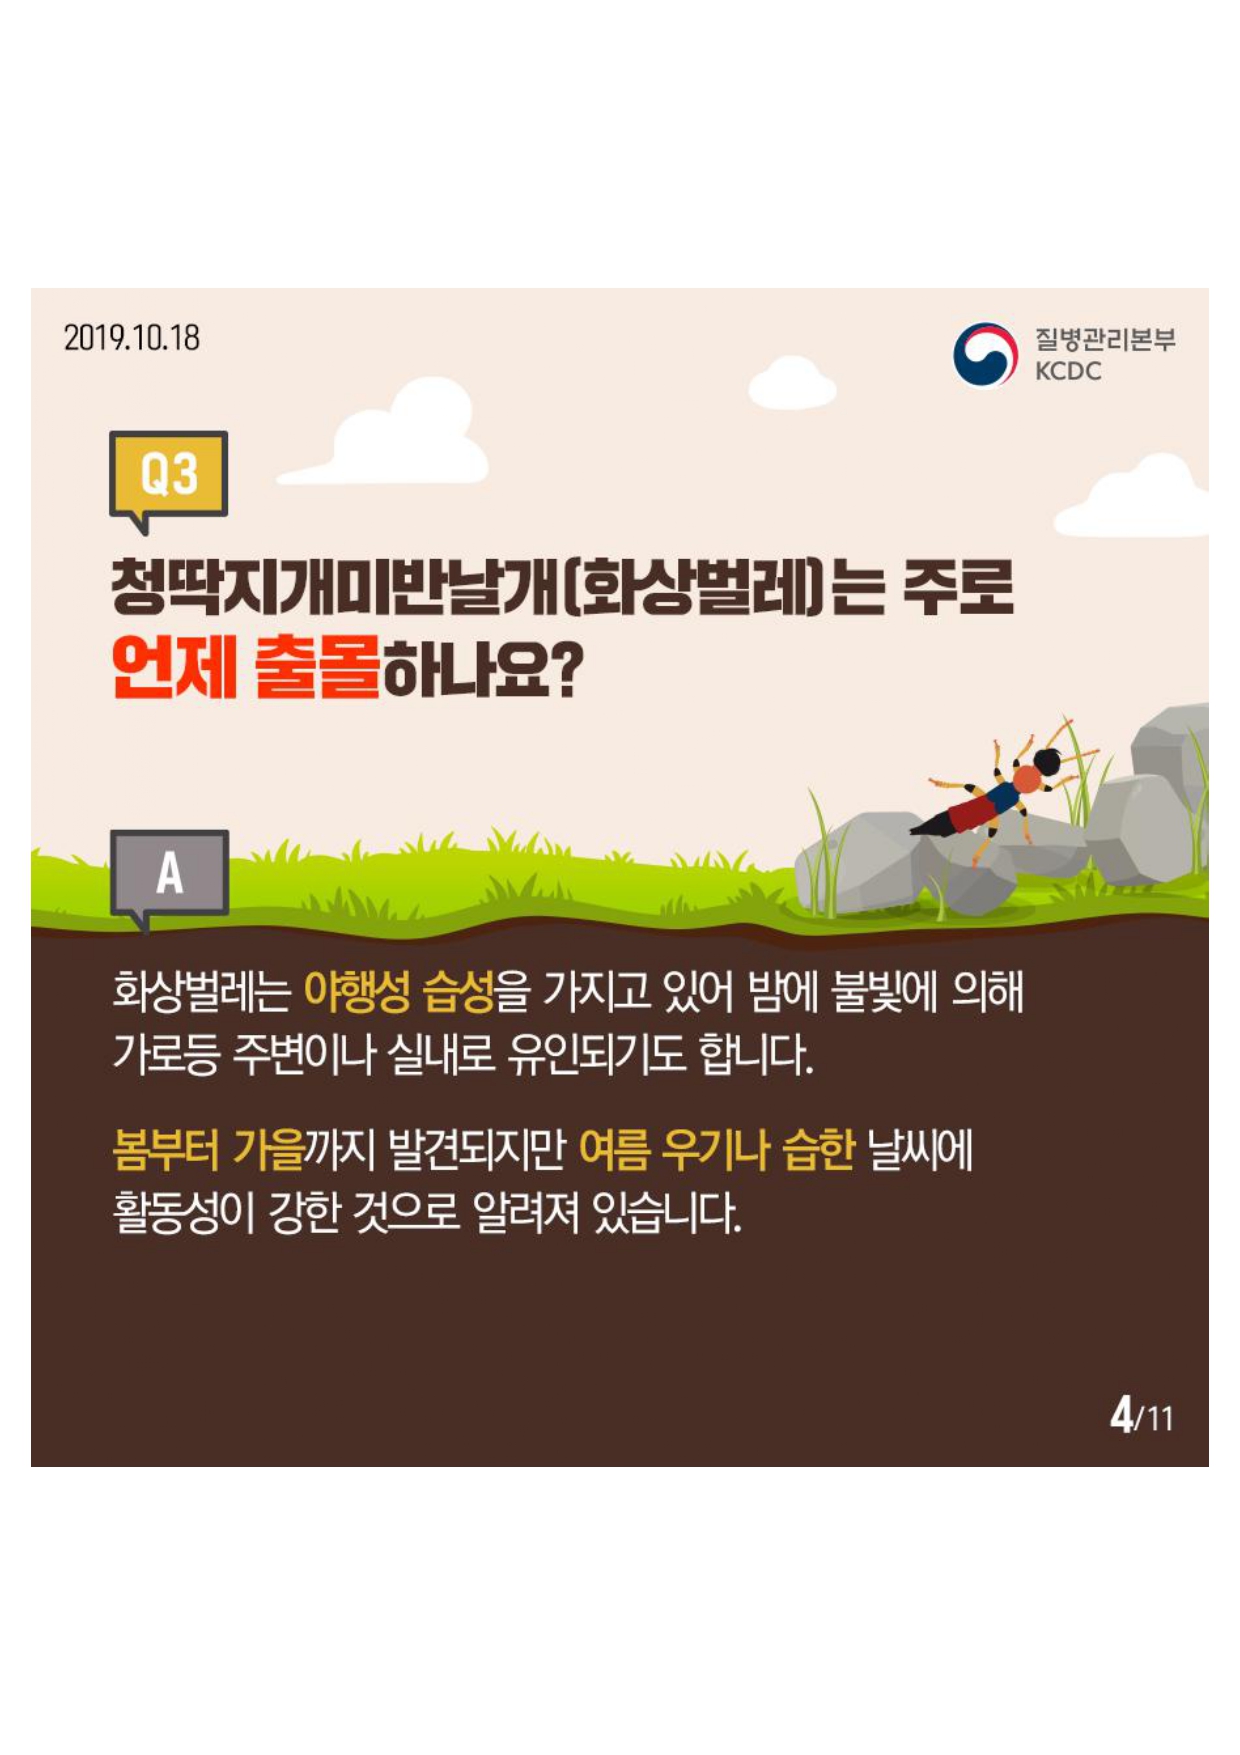 2019.10.18
질병관리본부
KCDC
Q3
청딱지개미반날개(화상벌레)는 주로
언제 출몰하나요?
A
화상벌레는 야행성 습성을 가지고 있어 밤에 불빛에 의해
가로등 주변이나 실내로 유인되기도 합니다.
봄부터 가을까지 발견되지만 여름 우기나 습한 날씨에
활동성이 강한 것으로 알려져 있습니다.
4/11